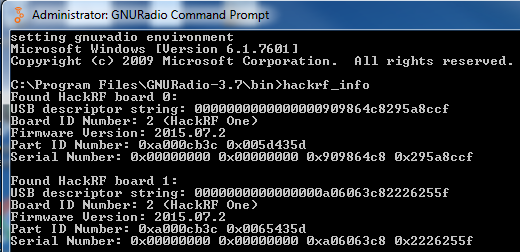 Administrator: GNURadio Command Prompt
setting gnuradio environment
Microsoft Windows [Version 6.1.7601]
Copyright (c) 2009 Microsoft Corporation. All rights reserved.
C:\Program Files\GNURadio-3.7\bin>hackrf_info
Found HackRF board 0:
USB descriptor string: 0000000000000000909864c8295a8ccf
Board ID Number: 2 (HackRF One)
Firmware Version: 2015.07.2
Part ID Number: 0xa000cb3c 0x005d435d
Serial Number: 0x00000000 0x00000000 0x909864c8 0x295a8ccf
Found HackRF board 1:
USB descriptor string: 0000000000000000a06063c82226255f
Board ID Number: 2 (HackRF One)
Firmware Version: 2015.07.2
Part ID Number: 0xa000cb3c 0x0065435d
Serial Number: 0x00000000 0x00000000 0xa06063c8 0x2226255f